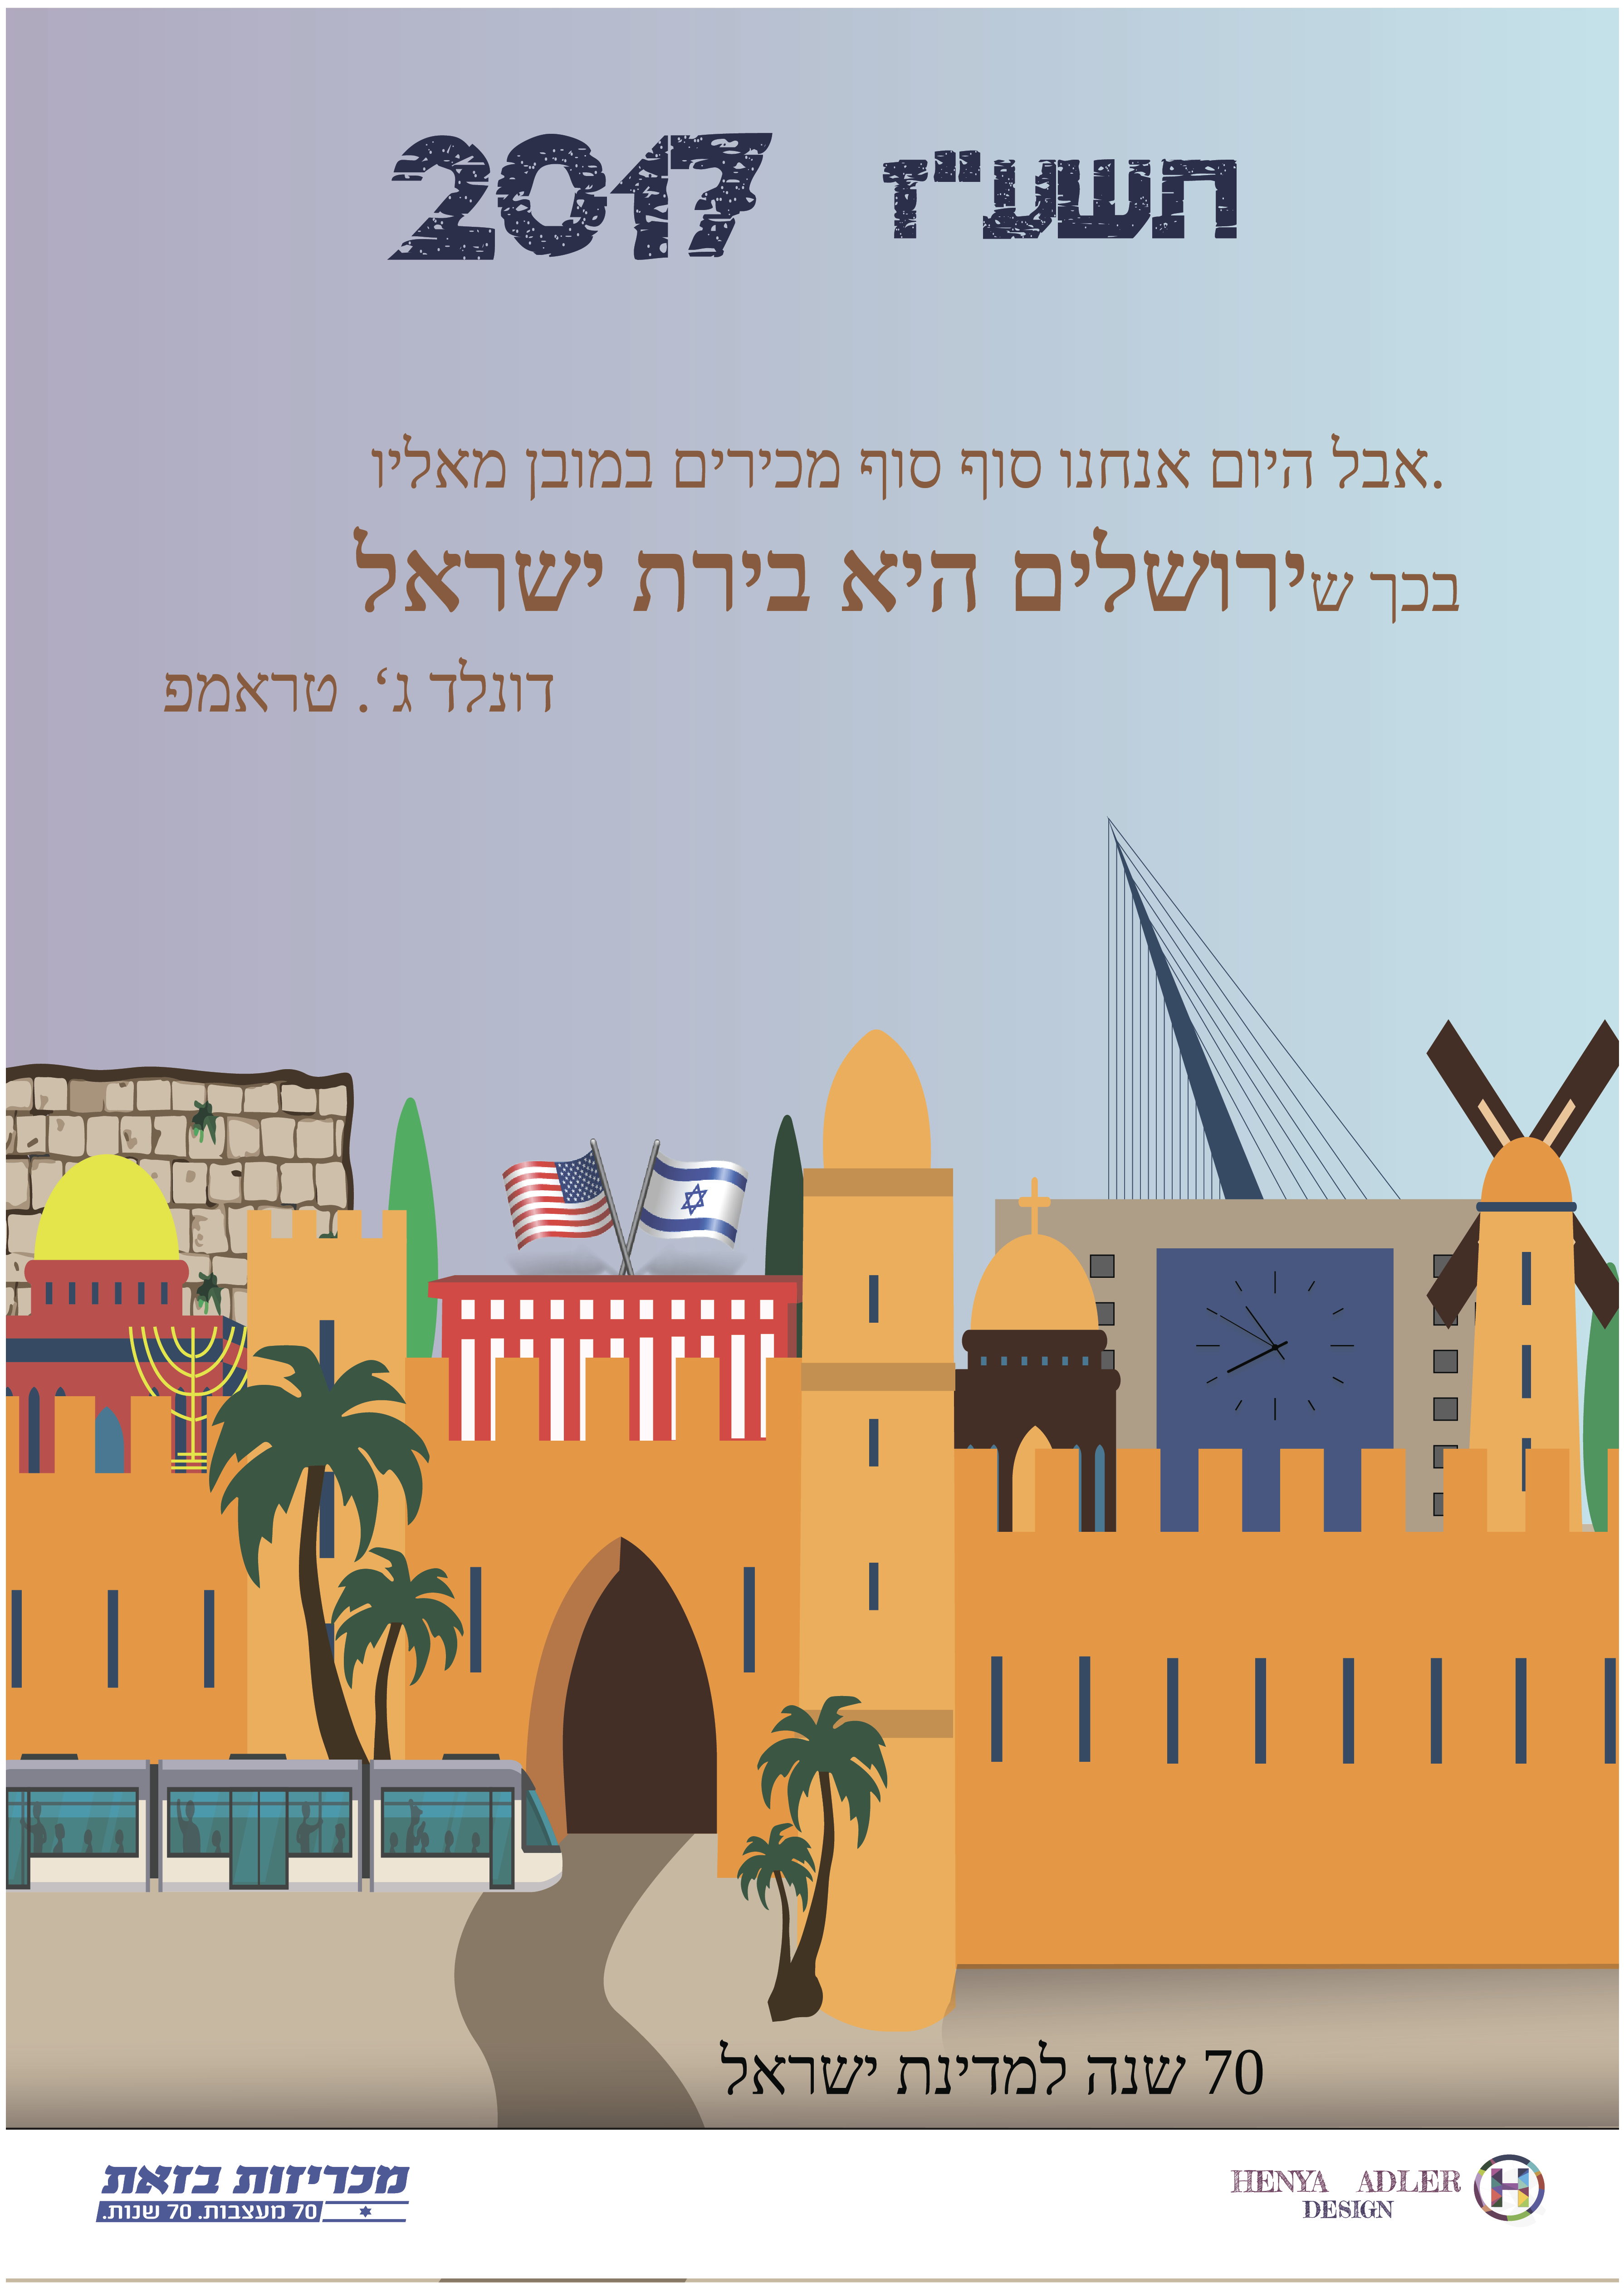 תשע"ז 2017
אבל היום אנחנו סוף סוף מכירים במובן מאליו.
בכך שירושלים היא בירת ישראל
דונלד ג'. טראמפ
70 שנה למדינת ישראל
מכריזות בזאת
70 מעצבות. 70 שנות.
HENYA ADLER
DESIGN
H